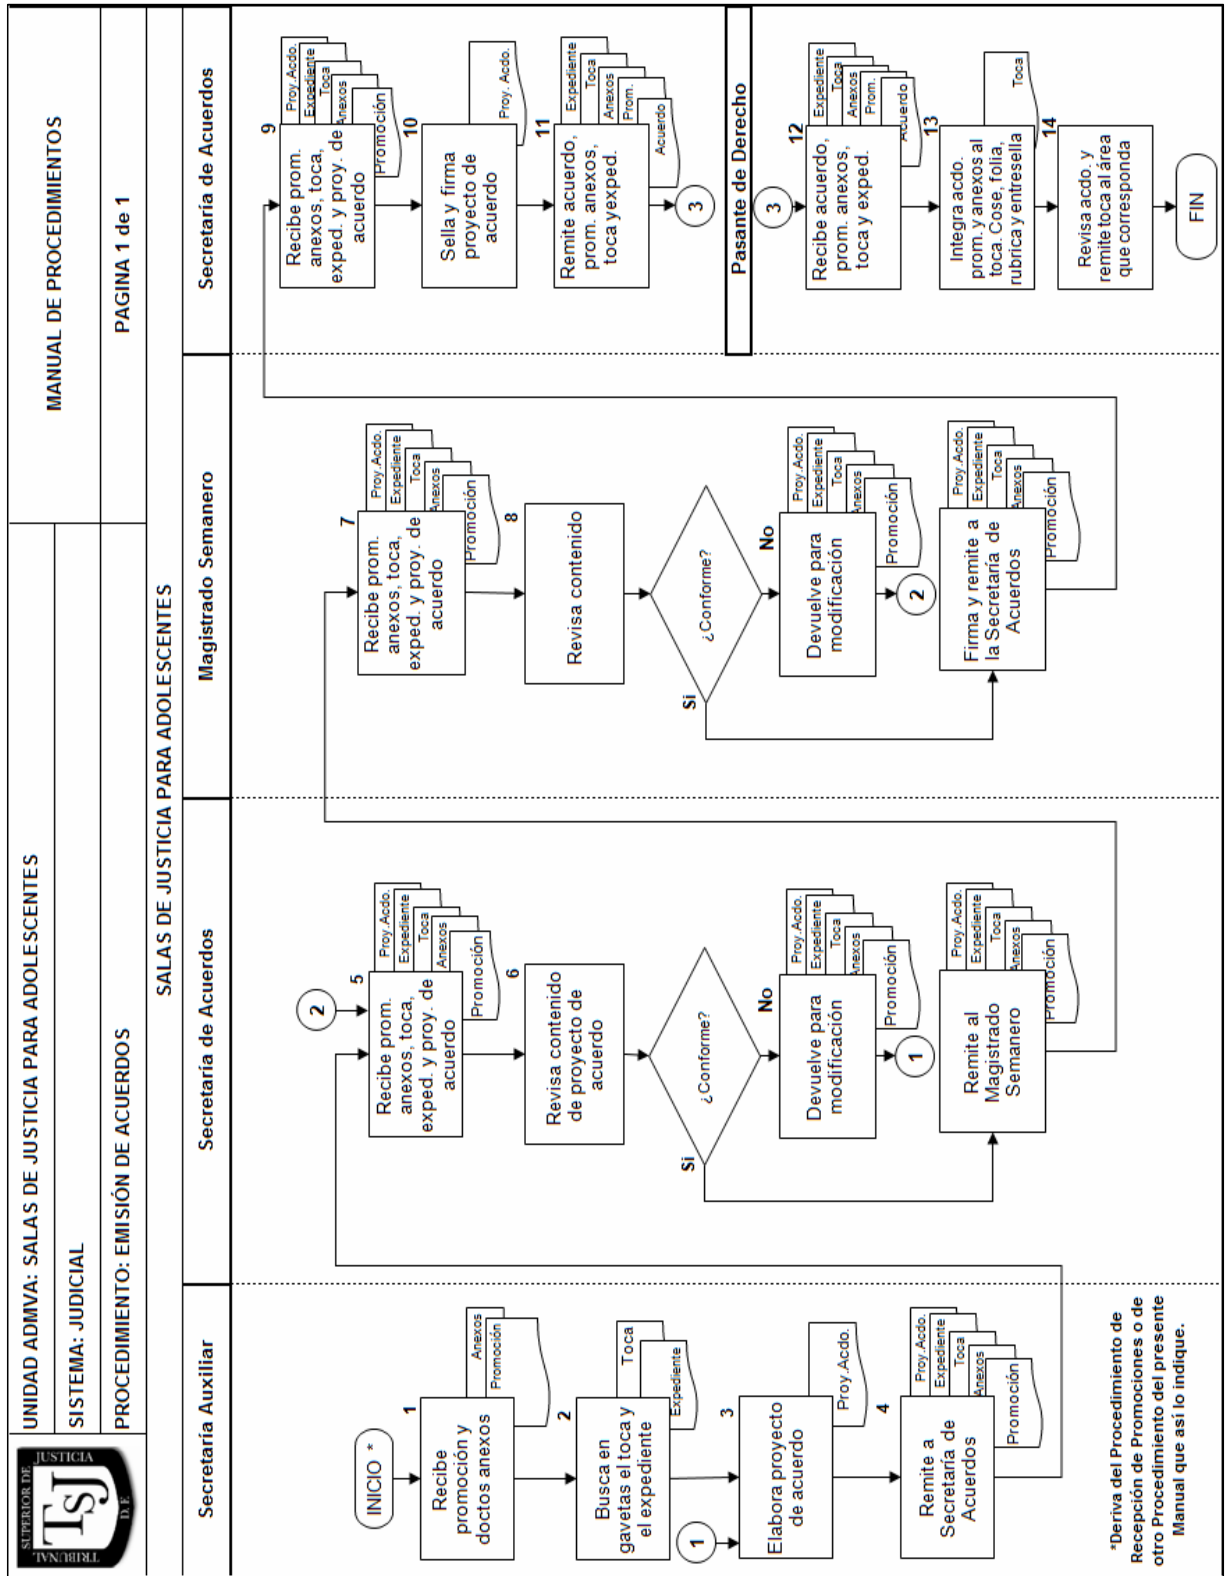 TRIBUNAL
SUPERIOR DE
JUSTICIA
D. F.
TSJ
UNIDAD ADMVA: SALAS DE JUSTICIA PARA ADOLESCENTES
MANUAL DE PROCEDIMIENTOS
SISTEMA: JUDICIAL
PROCEDIMIENTO: EMISIÓN DE ACUERDOS
PAGINA 1 de 1
SALAS DE JUSTICIA PARA ADOLESCENTES
Secretaría Auxiliar
Secretaría de Acuerdos
Magistrado Semanero
Secretaría de Acuerdos
INICIO *
1
Recibe
promoción y
doctos anexos
Anexos
Promoción
2
Busca en
gavetas el toca y
el expediente
Toca
Expediente
1
3
Elabora proyecto
de acuerdo
Proy.Acdo.
4
Remite a
Secretaría de
Acuerdos
Proy.Acdo.
Expediente
Toca
Anexos
Promoción
*Deriva del Procedimiento de
Recepción de Promociones o de
otro Procedimiento del presente
Manual que así lo indique.
2
5
Recibe prom.
anexos, toca,
exped. y proy. de
acuerdo
Proy.Acdo.
Expediente
Toca
Anexos
Promoción
6
Revisa contenido
de proyecto de
acuerdo
¿Conforme?
Si
No
Devuelve para
modificación
Proy.Acdo.
Expediente
Toca
Anexos
Promoción
1
Remite al
Magistrado
Semanero
Proy.Acdo.
Expediente
Toca
Anexos
Promoción
7
Recibe prom.
anexos, toca,
exped. y proy. de
acuerdo
Proy.Acdo.
Expediente
Toca
Anexos
Promoción
8
Revisa contenido
¿Conforme?
Si
No
Devuelve para
modificación
Proy.Acdo.
Expediente
Toca
Anexos
Promoción
2
Firma y remite a
la Secretaría de
Acuerdos
Proy.Acdo.
Expediente
Toca
Anexos
Promoción
9
Recibe prom.
anexos, toca,
exped. y proy. de
acuerdo
Proy.Acdo.
Expediente
Toca
Anexos
Promoción
10
Sella y firma
proyecto de
acuerdo
Proy. Acdo.
11
Remite acuerdo,
prom. anexos,
toca yexped.
Expediente
Toca
Anexos
Prom.
Acuerdo
3
Pasante de Derecho
3
12
Recibe acuerdo,
prom. anexos,
toca y exped.
Expediente
Toca
Anexos
Prom.
Acuerdo
13
Integra acdo.
prom. y anexos al
toca. Cose, folia,
rubrica y entresella
Toca
14
Revisa acdo. y
remite toca al área
que corresponda
FIN